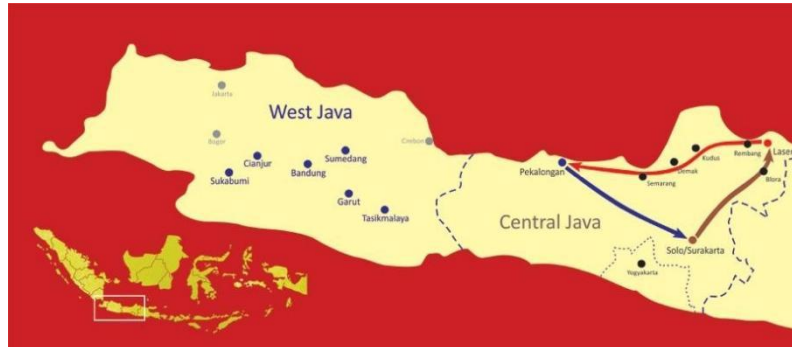 Jakarta
West Java
Bogor
Cirebon
Cianjur
Sumedang
Sukabumi
Bandung
Garut
Tasikmalaya
Pekalongan
Central Java
Semarang
Demak
Kudus
Rembang
Lasem
Blora
Solo/Surakarta
Yogyakarta